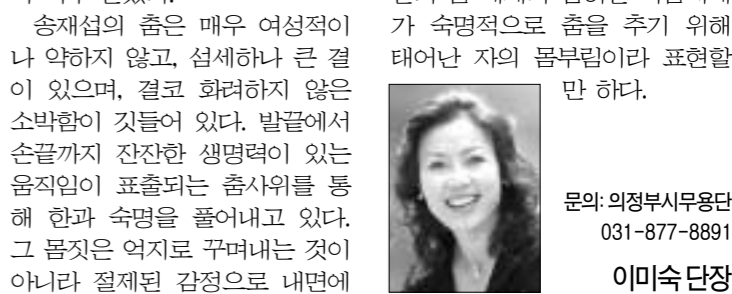 송재섭의 춤은 매우 여성적이
나 약하지 않고, 섬세하나 큰 결
이 있으며, 결코 화려하지 않은
소박함이 깃들어 있다. 발끝에서
손끝까지 잔잔한 생명력이 있는
움직임이 표출되는 춤사위를 통
해 한과 숙명을 풀어내고 있다.
그 몸짓은 억지로 꾸며내는 것이
아니라 절제된 감정으로 내면에
가 숙명적으로 춤을 추기 위해
태어난 자의 몸부림이라 표현할
만 하다.
문의: 의정부시무용단
031-877-8891
이미숙 단장